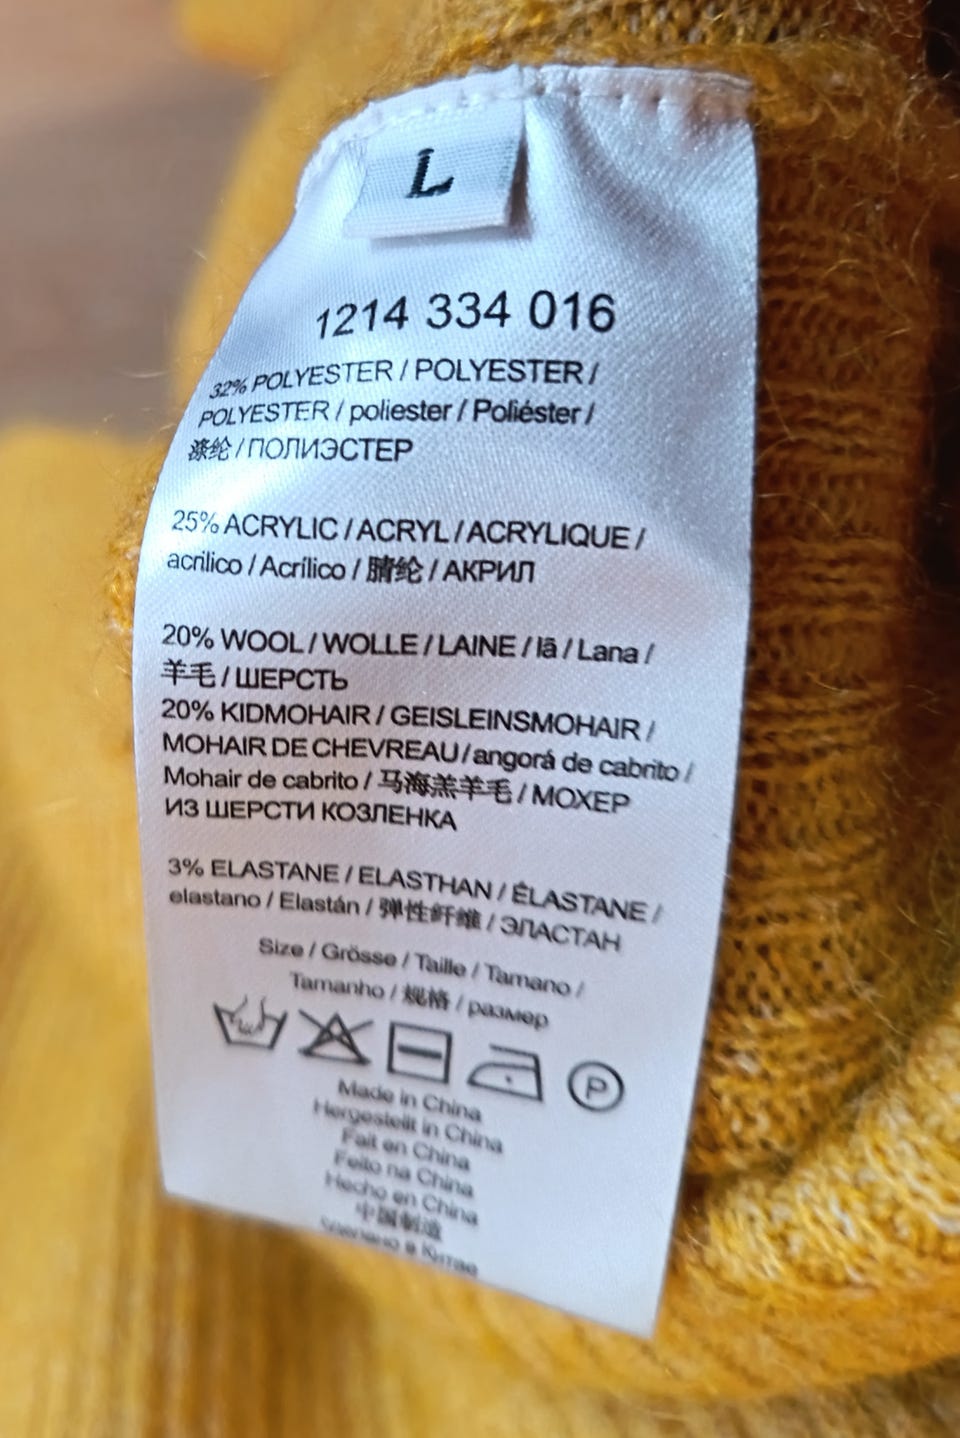 L
1214 334 016
32% POLYESTER / POLYESTER /
POLYESTER / poliester / Poliéster /
涤纶 / ПОЛИЭСТЕР
25% ACRYLIC / ACRYL / ACRYLIQUE /
acrilico / Acrílico / 腈纶 / АКРИЛ
20% WOOL / WOLLE / LAINE / lã / Lana /
羊毛 / ШЕРСТЬ
20% KIDMOHAIR / GEISLEINSMOHAIR /
MOHAIR DE CHEVREAU / angorá de cabrito /
Mohair de cabrito / 马海羔羊毛 / МОХЕР
ИЗ ШЕРСТИ КОЗЛЕНКА
3% ELASTANE / ELASTHAN / ÉLASTANE /
elastano / Elastán / 弹性纤维 / ЭЛАСТАН
Size / Grösse / Taille / Tamano /
Tamanho / 规格 / размер
P
Made in China
Hergestellt in China
Fait en China
Feito na China
Hecho en China
中国制造
Сделано в Китае